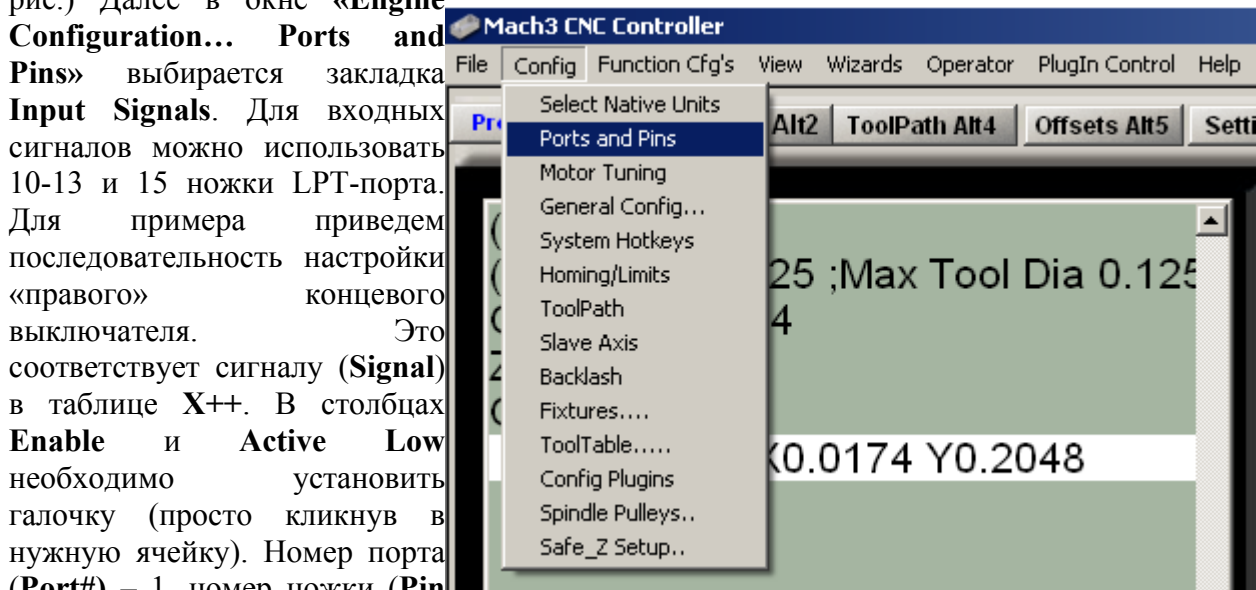 рис.) Далее в окне «Engine
Configuration… Ports and
Pins» выбирается закладка
Input Signals. Для входных
сигналов можно использовать
10-13 и 15 ножки LPT-порта.
Для примера приведем
последовательность настройки
«правого» концевого
выключателя. Это
соответствует сигналу (Signal)
в таблице X++. В столбцах
Enable и Active Low
необходимо установить
галочку (просто кликнув в
нужную ячейку). Номер порта
(Port#) – 1, номер ножки (Pin
Mach3 CNC Controller
File Config Function Cfg's View Wizards Operator PlugIn Control Help
Alt2 ToolPath Alt4 Offsets Alt5
Select Native Units
Ports and Pins
Motor Tuning
General Config...
System Hotkeys
Homing/Limits
ToolPath
Slave Axis
Backlash
Fixtures....
ToolTable.....
Config Plugins
Spindle Pulleys..
Safe_Z Setup..
25 ;Max Tool Dia 0.125
4
X0.0174 Y0.2048